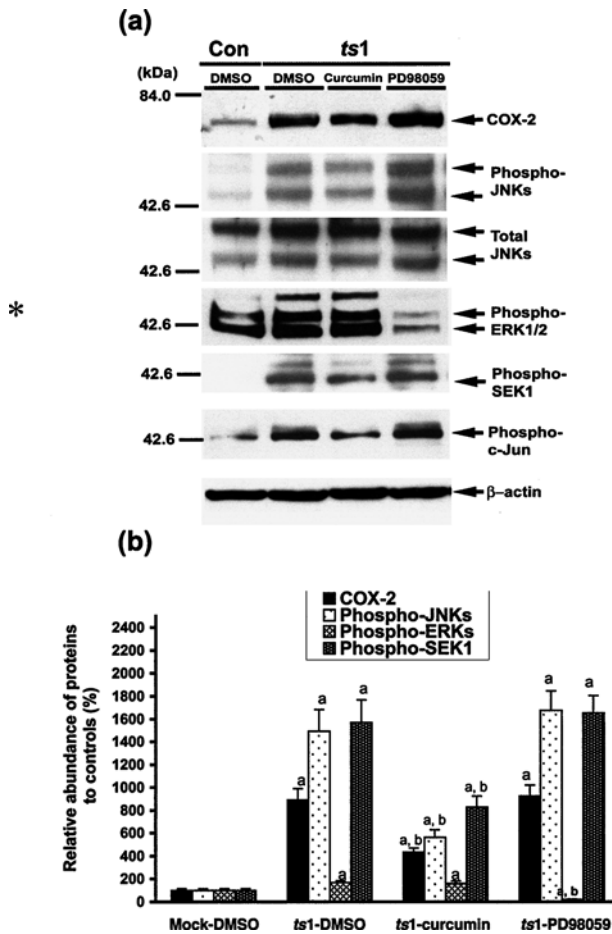 (a)
Con ts1
(kDa) DMSO DMSO Curcumin PD98059
84.0
COX-2
Phospho-
JNKs
42.6
Total
JNKs
42.6
*
Phospho-
42.6
ERK1/2
42.6
Phospho-
SEK1
42.6
Phospho-
c-Jun
β-actin
(b)
COX-2
Phospho-JNKs
Phospho-ERKs
Phospho-SEK1
Relative abundance of proteins
to controls (%)
2400
2200
2000
1800
1600
1400
1200
1000
800
600
400
200
0
a a a a
a, b a, b a a, b
a a a, b a
Mock-DMSO ts1-DMSO ts1-curcumin ts1-PD98059